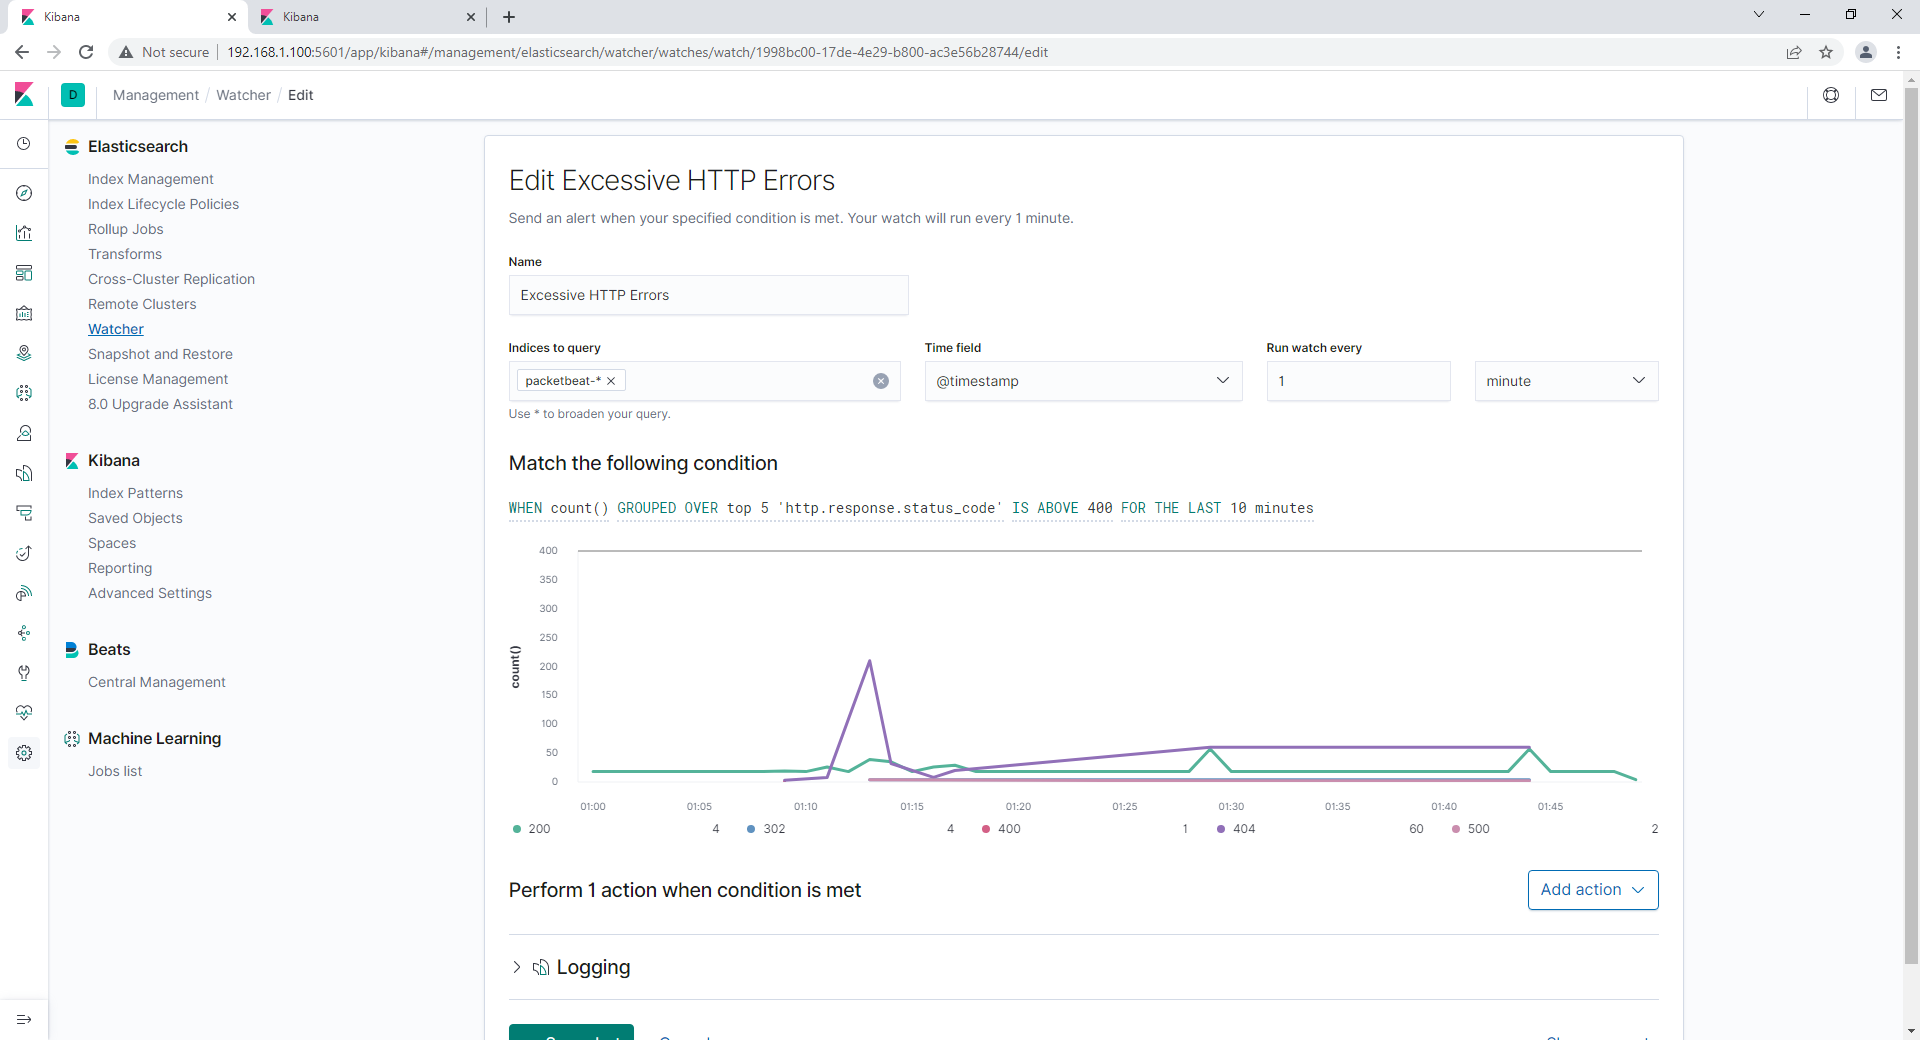 Kibana
Kibana
Not secure
192.168.1.100:5601/app/kibana#/management/elasticsearch/watcher/watches/watch/1998bc00-17de-4e29-b800-ac3e56b28744/edit
D
Management / Watcher / Edit
Elasticsearch
Index Management
Index Lifecycle Policies
Rollup Jobs
Transforms
Cross-Cluster Replication
Remote Clusters
Watcher
Snapshot and Restore
License Management
8.0 Upgrade Assistant
Kibana
Index Patterns
Saved Objects
Spaces
Reporting
Advanced Settings
Beats
Central Management
Machine Learning
Jobs list
Edit Excessive HTTP Errors
Send an alert when your specified condition is met. Your watch will run every 1 minute.
Name
Excessive HTTP Errors
Indices to query
Time field
Run watch every
packetbeat-*
@timestamp
1
minute
Use * to broaden your query.
Match the following condition
WHEN count() GROUPED OVER top 5 'http.response.status_code' IS ABOVE 400 FOR THE LAST 10 minutes
400
350
300
250
200
150
100
50
0
count()
01:00 01:05 01:10 01:15 01:20 01:25 01:30 01:35 01:40 01:45
200 4 302 4 400 1 404 60 500 2
Perform 1 action when condition is met
Add action
Logging